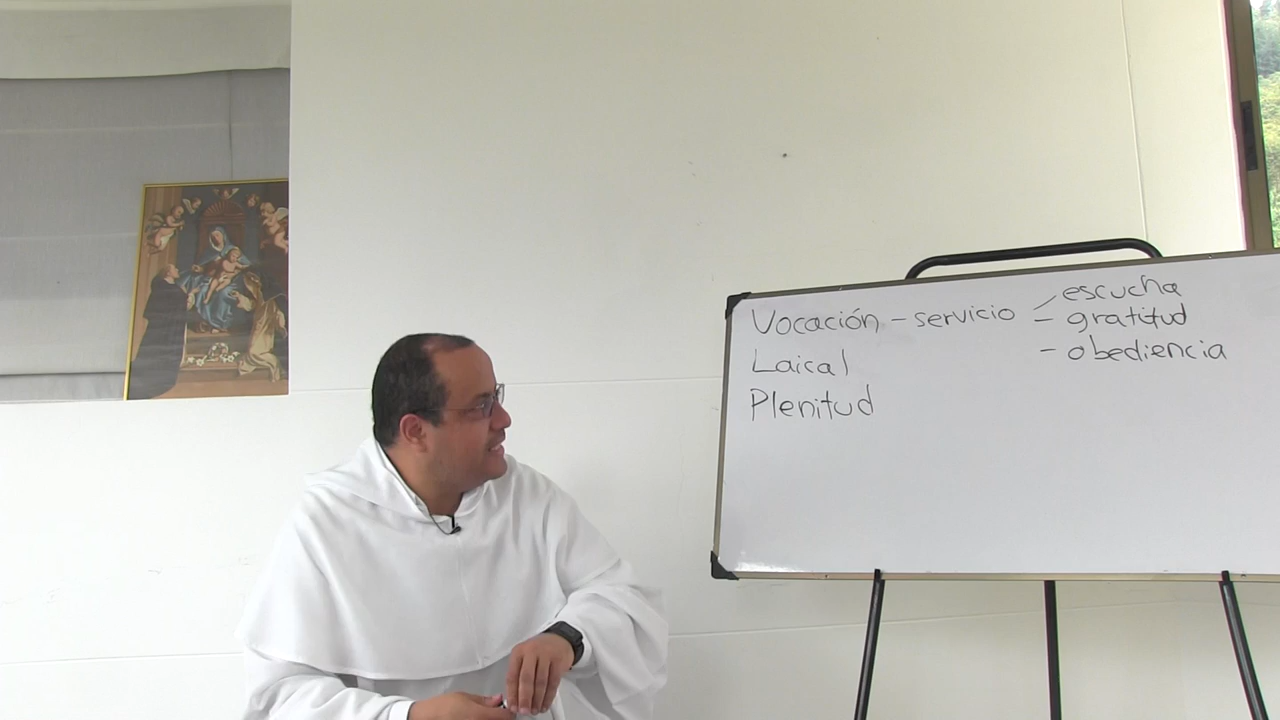 Vocación - servicio - escucha
- gratitud
- obediencia
Laical
Plenitud